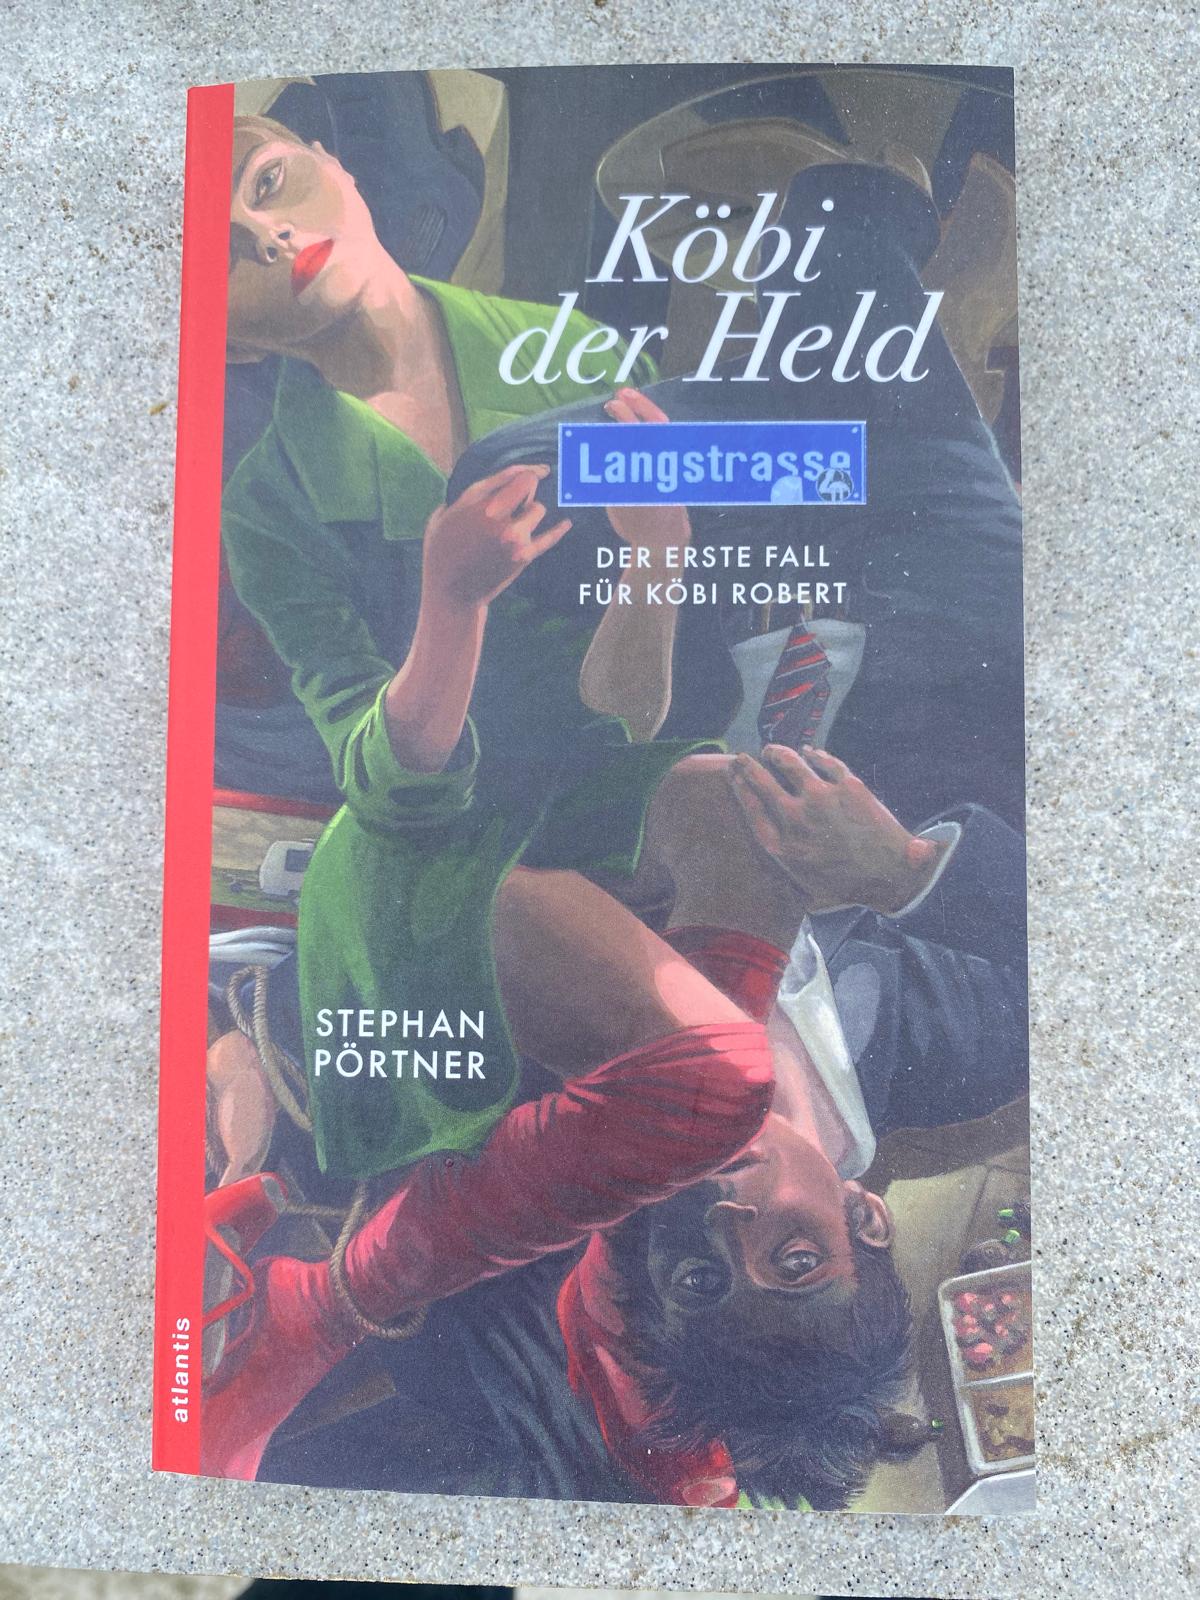 Köbi
der Held
Langstrasse
DER ERSTE FALL
FÜR KÖBI ROBERT
STEPHAN
PÖRTNER
atlantis